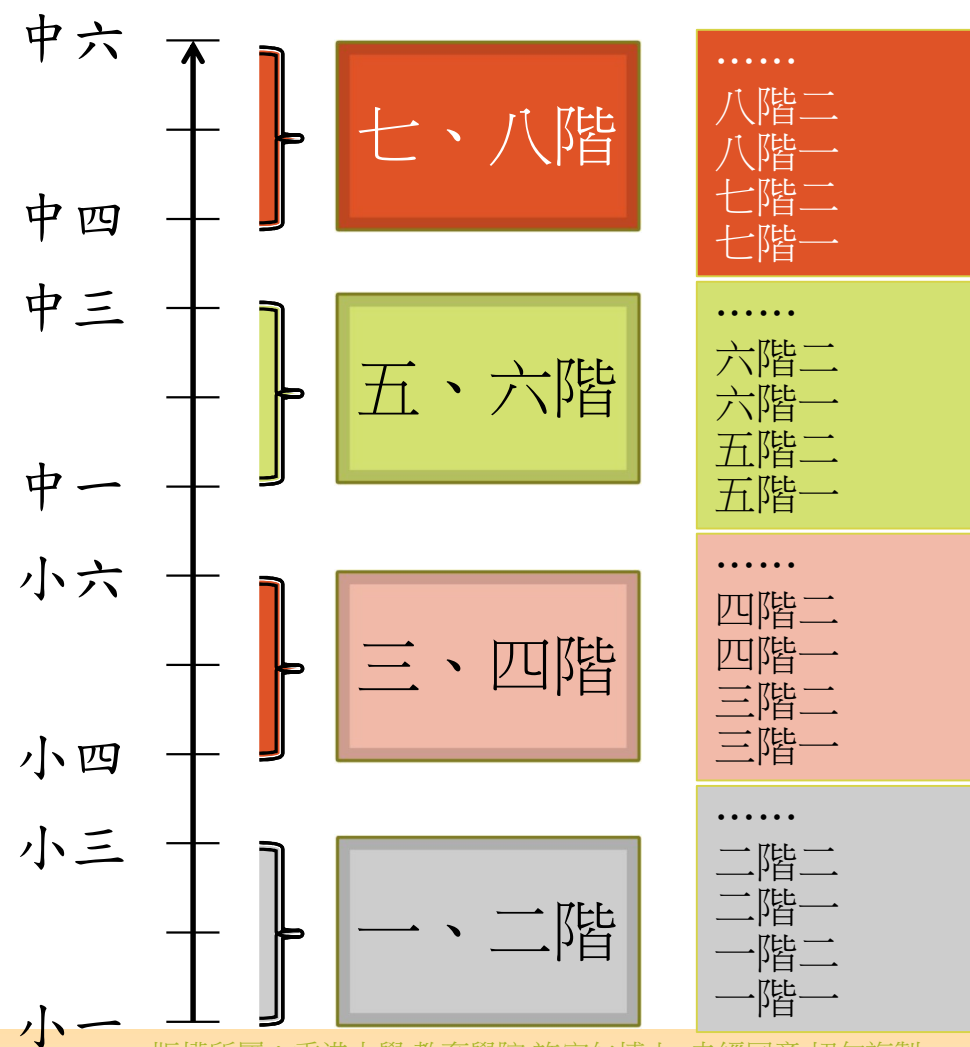 中六
中四
中三
中一
小六
小四
小三
小一
七、八階
五、六階
三、四階
一、二階
……
八階二
八階一
七階二
七階一
……
六階二
六階一
五階二
五階一
……
四階二
四階一
三階二
三階一
……
二階二
二階一
一階二
一階一